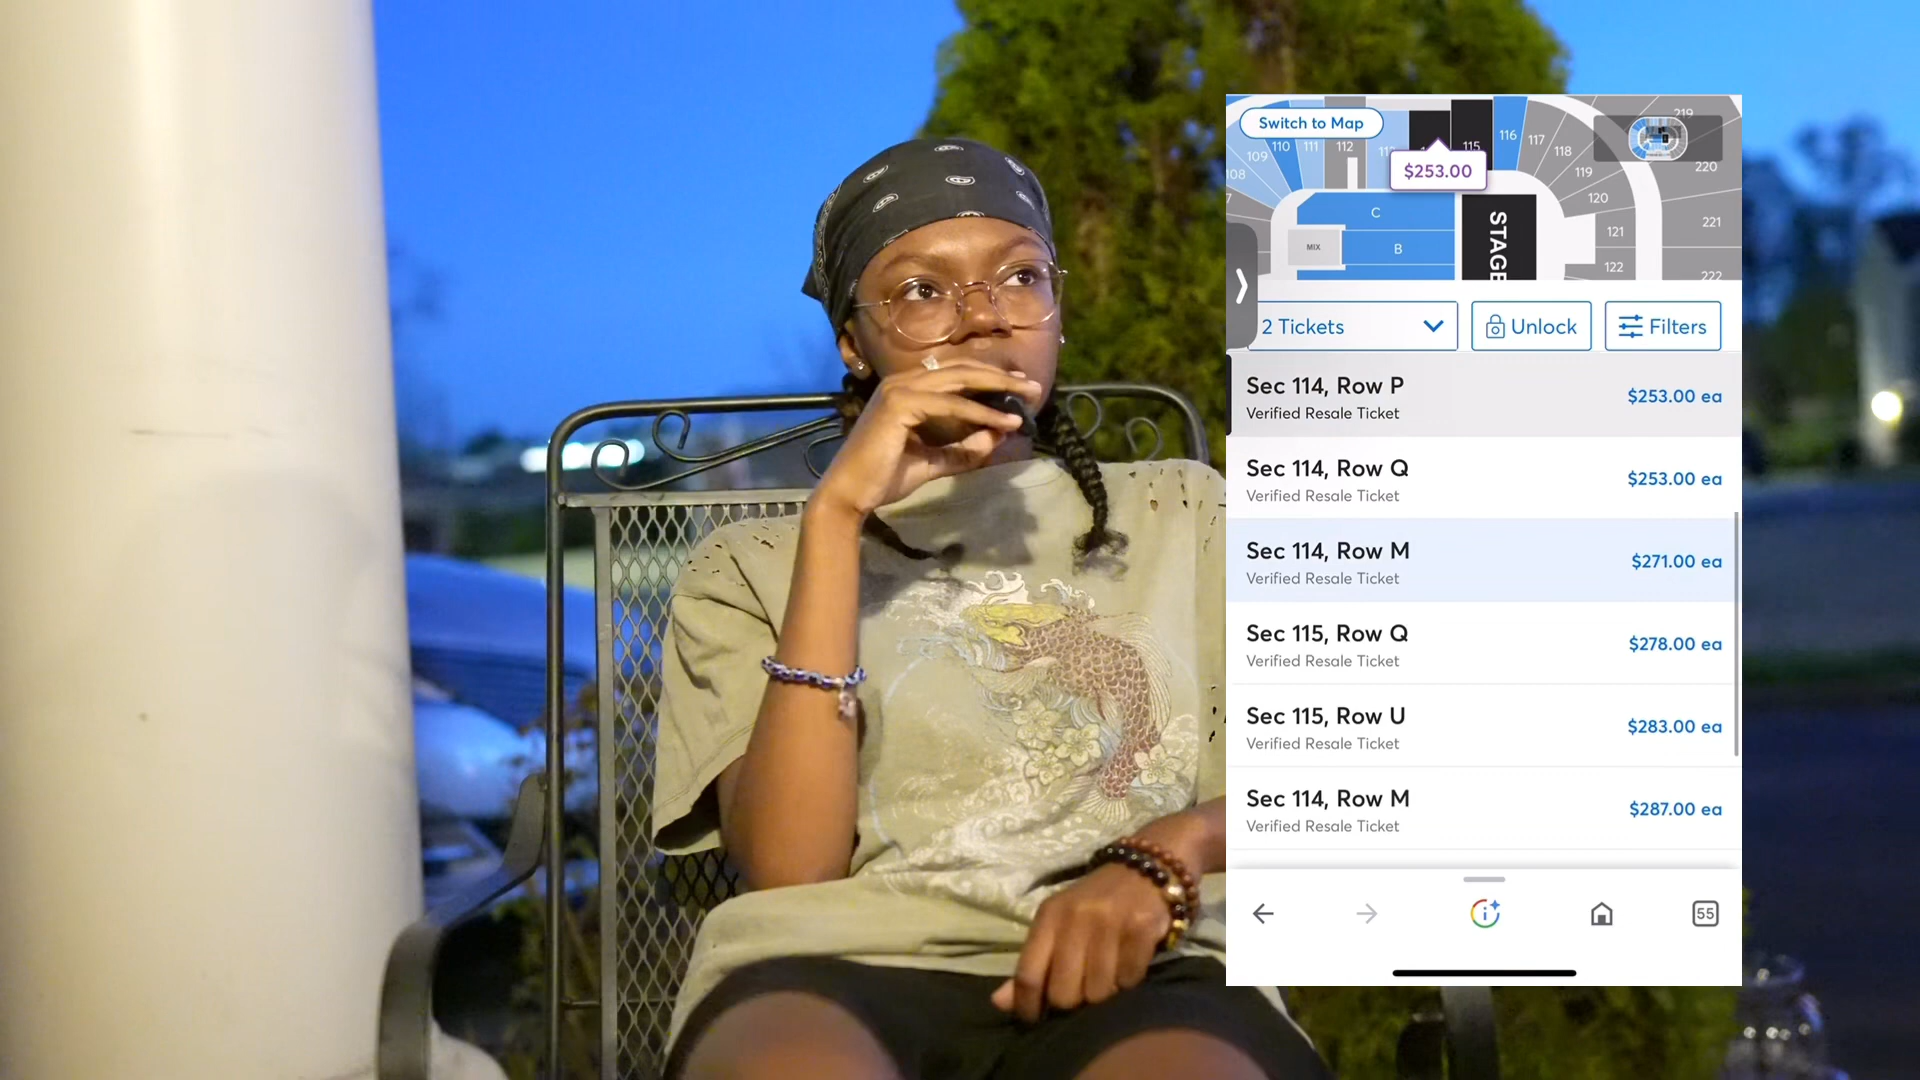 Switch to Map
219
116
117
115
110
111
112
118
109
220
108
119
$253.00
120
C
221
STAGE
121
MIX
B
122
222
2 Tickets
Unlock
Filters
Sec 114, Row P
$253.00 ea
Verified Resale Ticket
Sec 114, Row Q
$253.00 ea
Verified Resale Ticket
Sec 114, Row M
$271.00 ea
Verified Resale Ticket
Sec 115, Row Q
$278.00 ea
Verified Resale Ticket
Sec 115, Row U
$283.00 ea
Verified Resale Ticket
Sec 114, Row M
$287.00 ea
Verified Resale Ticket
55